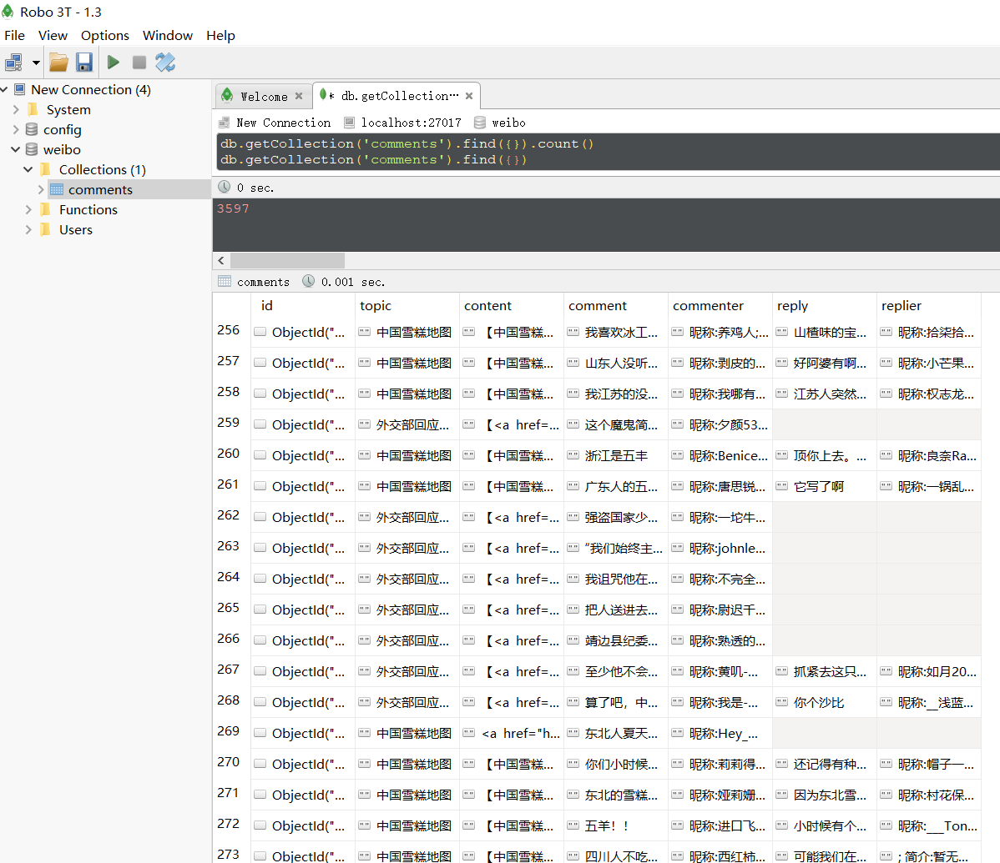 Robo 3T - 1.3
File View Options Window Help
New Connection (4)
System
config
weibo
Collections (1)
comments
Functions
Users
Welcome
* db.getCollection…
New Connection localhost:27017 weibo
db.getCollection('comments').find({}).count()
db.getCollection('comments').find({})
0 sec.
3597
comments 0.001 sec.
id topic content comment commenter reply replier
256 ObjectId("... 中国雪糕地图 【中国雪糕... 我喜欢冰工... 昵称:养鸡人;... 山楂味的宝... 昵称:拾柒拾...
257 ObjectId("... 中国雪糕地图 【中国雪糕... 山东人没听... 昵称:剥皮的... 好阿婆有啊... 昵称:小芒果...
258 ObjectId("... 中国雪糕地图 【中国雪糕... 我江苏的没... 昵称:我哪有... 江苏人突然... 昵称:权志龙...
259 ObjectId("... 外交部回应... 【<a href=... 这个魔鬼简... 昵称:夕颜53...
260 ObjectId("... 中国雪糕地图 【中国雪糕... 浙江是五丰 昵称:Benice... 顶你上去。... 昵称:良奈Ra...
261 ObjectId("... 中国雪糕地图 【中国雪糕... 广东人的五... 昵称:唐思锐... 它写了啊 昵称:一锅乱...
262 ObjectId("... 外交部回应... 【<a href=... 强盗国家少... 昵称:一坨牛...
263 ObjectId("... 外交部回应... 【<a href=... “我们始终主... 昵称:johnle...
264 ObjectId("... 外交部回应... 【<a href=... 我诅咒他在... 昵称:不完全...
265 ObjectId("... 外交部回应... 【<a href=... 把人送进去... 昵称:尉迟千...
266 ObjectId("... 外交部回应... 【<a href=... 靖边县纪委... 昵称:熟透的...
267 ObjectId("... 外交部回应... 【<a href=... 至少他不会... 昵称:黄叽-... 抓紧去这只... 昵称:如月20...
268 ObjectId("... 外交部回应... 【<a href=... 算了吧，中... 昵称:我是-... 你个沙比 昵称:__浅蓝...
269 ObjectId("... 中国雪糕地图 <a href="h... 东北人夏天... 昵称:Hey_...
270 ObjectId("... 中国雪糕地图 【中国雪糕... 你们小时候... 昵称:莉莉得... 还记得有种... 昵称:帽子一...
271 ObjectId("... 中国雪糕地图 【中国雪糕... 东北的雪糕... 昵称:娅莉姗... 因为东北雪... 昵称:村花保...
272 ObjectId("... 中国雪糕地图 【中国雪糕... 五羊！！ 昵称:进口飞... 小时候有个... 昵称:___Ton...
273 ObjectId("... 中国雪糕地图 【中国雪糕... 四川人不吃... 昵称:西红柿... 可能我们在... ; 简介:暂无...